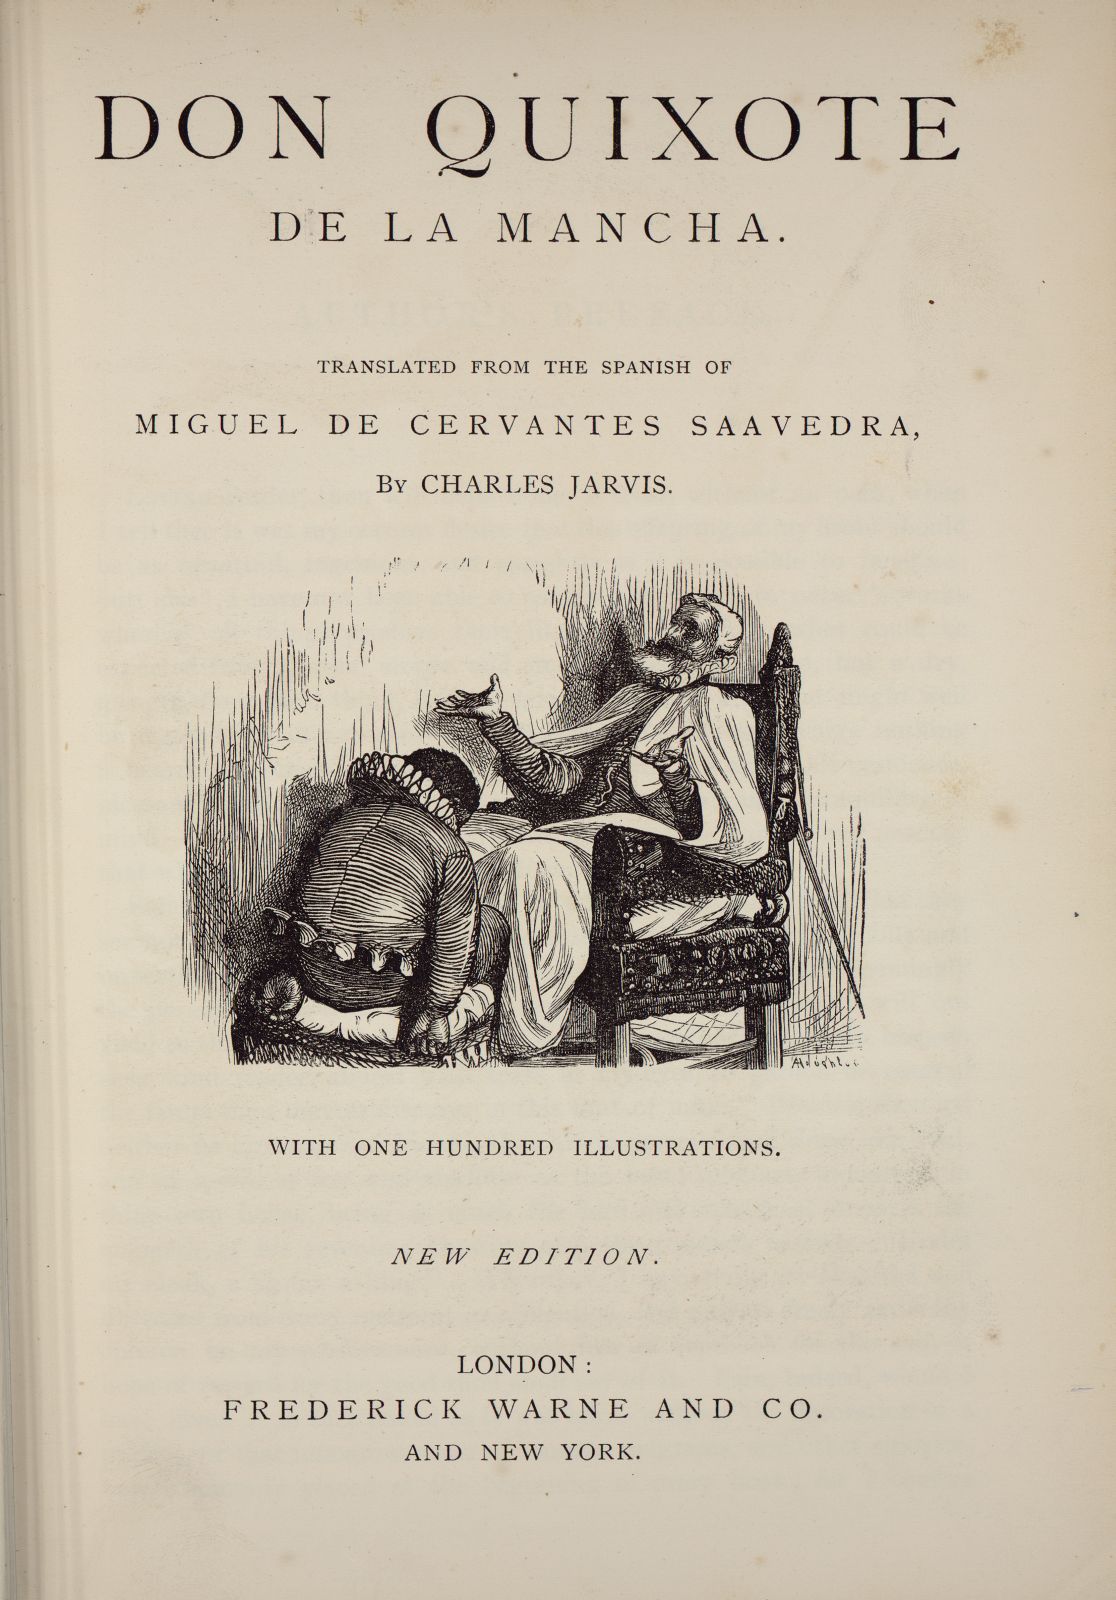 DON QUIXOTE
DE LA MANCHA.
TRANSLATED FROM THE SPANISH OF
MIGUEL DE CERVANTES SAAVEDRA,
By CHARLES JARVIS.
WITH ONE HUNDRED ILLUSTRATIONS.
NEW EDITION.
LONDON:
FREDERICK WARNE AND CO.
AND NEW YORK.